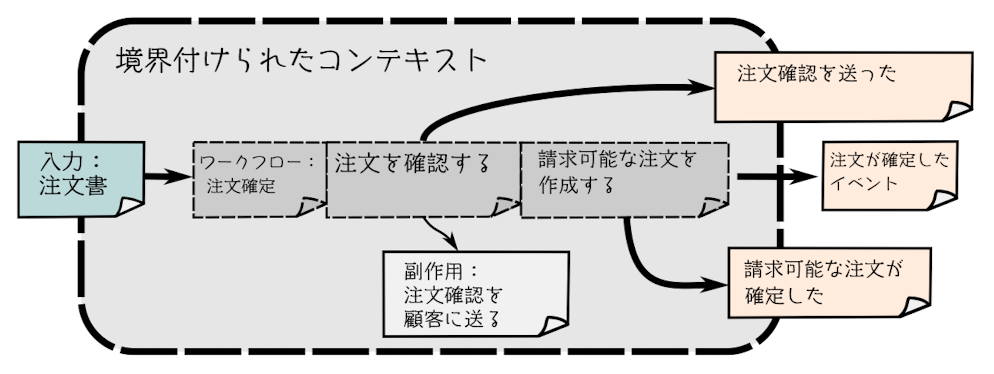 境界付けられたコンテキスト
注文確認を送った
入力：
注文書
ワークフロー：
注文確定
注文を確認する
請求可能な注文を
作成する
注文が確定した
イベント
副作用：
注文確認を
顧客に送る
請求可能な注文が
確定した